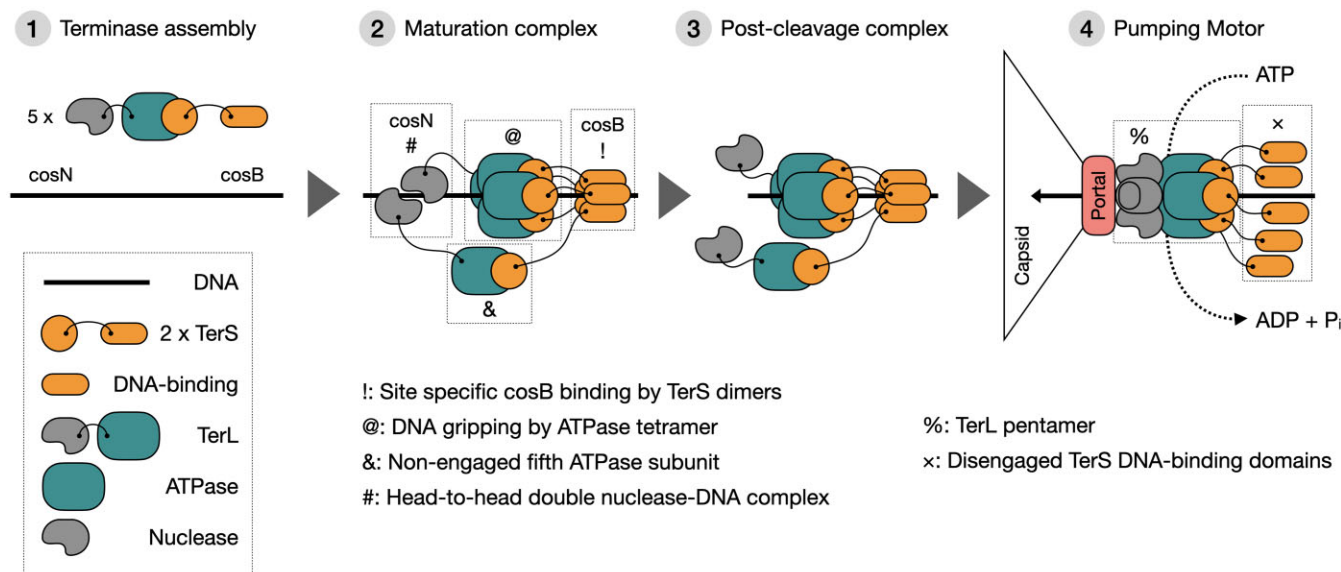 1 Terminase assembly
5 x
cosN cosB
DNA
2 x TerS
DNA-binding
TerL
ATPase
Nuclease
2 Maturation complex
cosN
#
@
cosB
!
&
3 Post-cleavage complex
4 Pumping Motor
ATP
%
×
Portal
Capsid
ADP + Pi
!: Site specific cosB binding by TerS dimers
@: DNA gripping by ATPase tetramer
&: Non-engaged fifth ATPase subunit
#: Head-to-head double nuclease-DNA complex
%: TerL pentamer
×: Disengaged TerS DNA-binding domains